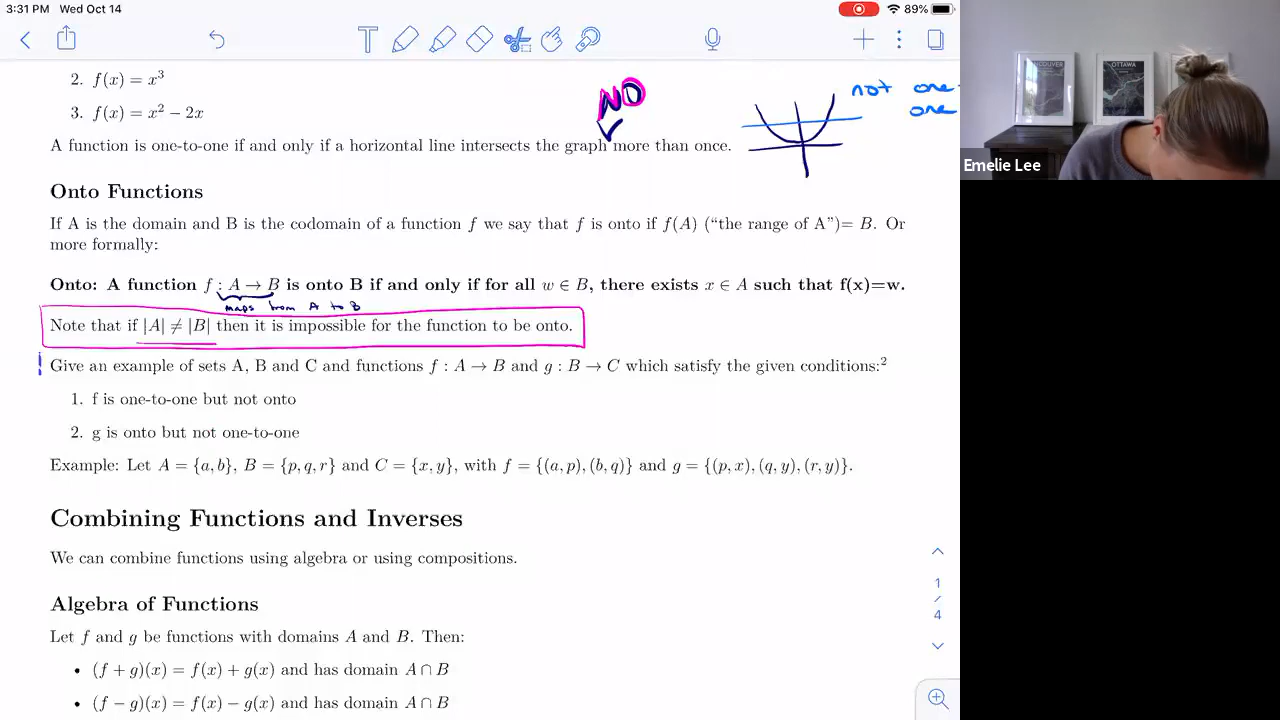 3:31 PM Wed Oct 14
89%
2. f(x) = x³
3. f(x) = x² − 2x
NO
not one-
one
A function is one-to-one if and only if a horizontal line intersects the graph more than once.
VANCOUVER
OTTAWA
Emelie Lee
Onto Functions
If A is the domain and B is the codomain of a function f we say that f is onto if f(A) (“the range of A”)= B. Or
more formally:
Onto: A function f : A → B is onto B if and only if for all w ∈ B, there exists x ∈ A such that f(x)=w.
maps from A to B
Note that if |A| ≠ |B| then it is impossible for the function to be onto.
Give an example of sets A, B and C and functions f : A → B and g : B → C which satisfy the given conditions:²
1. f is one-to-one but not onto
2. g is onto but not one-to-one
Example: Let A = {a, b}, B = {p, q, r} and C = {x, y}, with f = {(a, p), (b, q)} and g = {(p, x), (q, y), (r, y)}.
Combining Functions and Inverses
We can combine functions using algebra or using compositions.
1
/
4
Algebra of Functions
Let f and g be functions with domains A and B. Then:
• (f + g)(x) = f(x) + g(x) and has domain A ∩ B
• (f − g)(x) = f(x) − g(x) and has domain A ∩ B